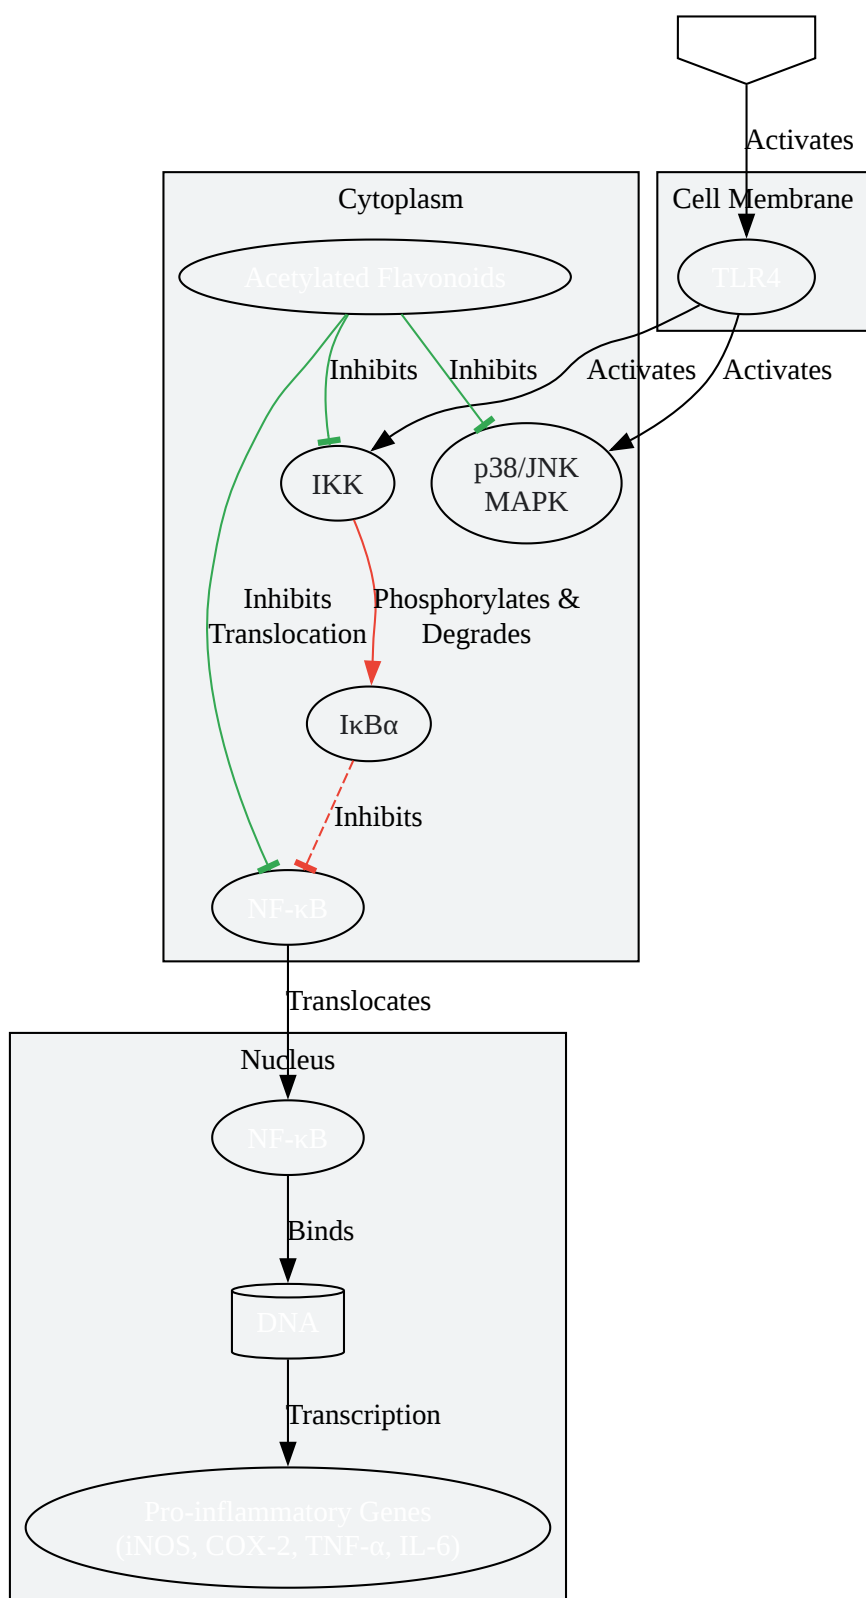 Activates
Cytoplasm
Cell Membrane
Acetylated Flavonoids
TLR4
Inhibits
Inhibits
Activates
Activates
IKK
p38/JNK
MAPK
Inhibits
Translocation
Phosphorylates &
Degrades
IκBα
Inhibits
NF-κB
Translocates
Nucleus
NF-κB
Binds
DNA
Transcription
Pro-inflammatory Genes
(iNOS, COX-2, TNF-α, IL-6)